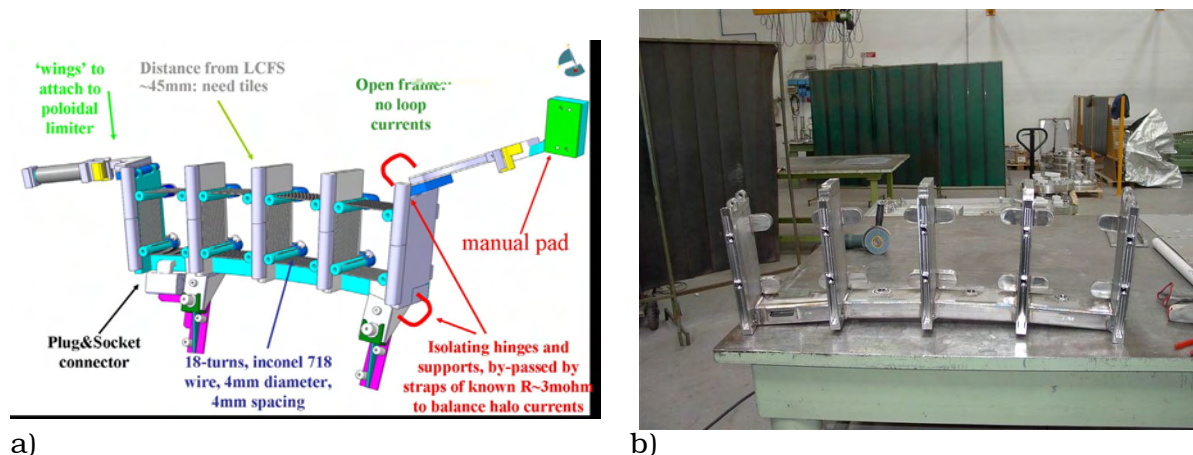 ‘wings’ to
attach to
poloidal
limiter
Distance from LCFS
~45mm: need tiles
Open frame:
no loop
currents
manual pad
Plug&Socket
connector
18-turns, inconel 718
wire, 4mm diameter,
4mm spacing
Isolating hinges and
supports, by-passed by
straps of known R~3mohm
to balance halo currents
a)
b)